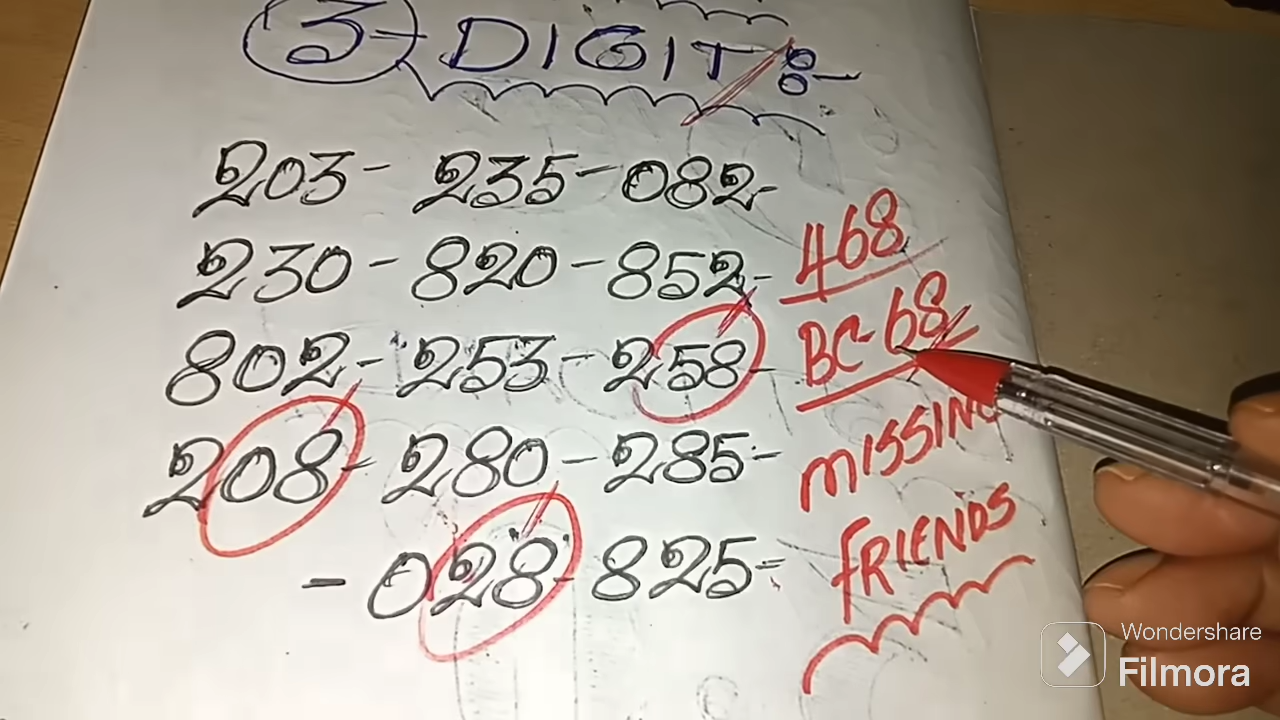 3- DIGIT :-
203 - 235 - 082 -
230 - 820 - 852 -
802 - 253 - 258 -
208 - 280 - 285 -
- 028 - 825 =
468
BC-68
MISSING
FRIENDS
Wondershare
Filmora